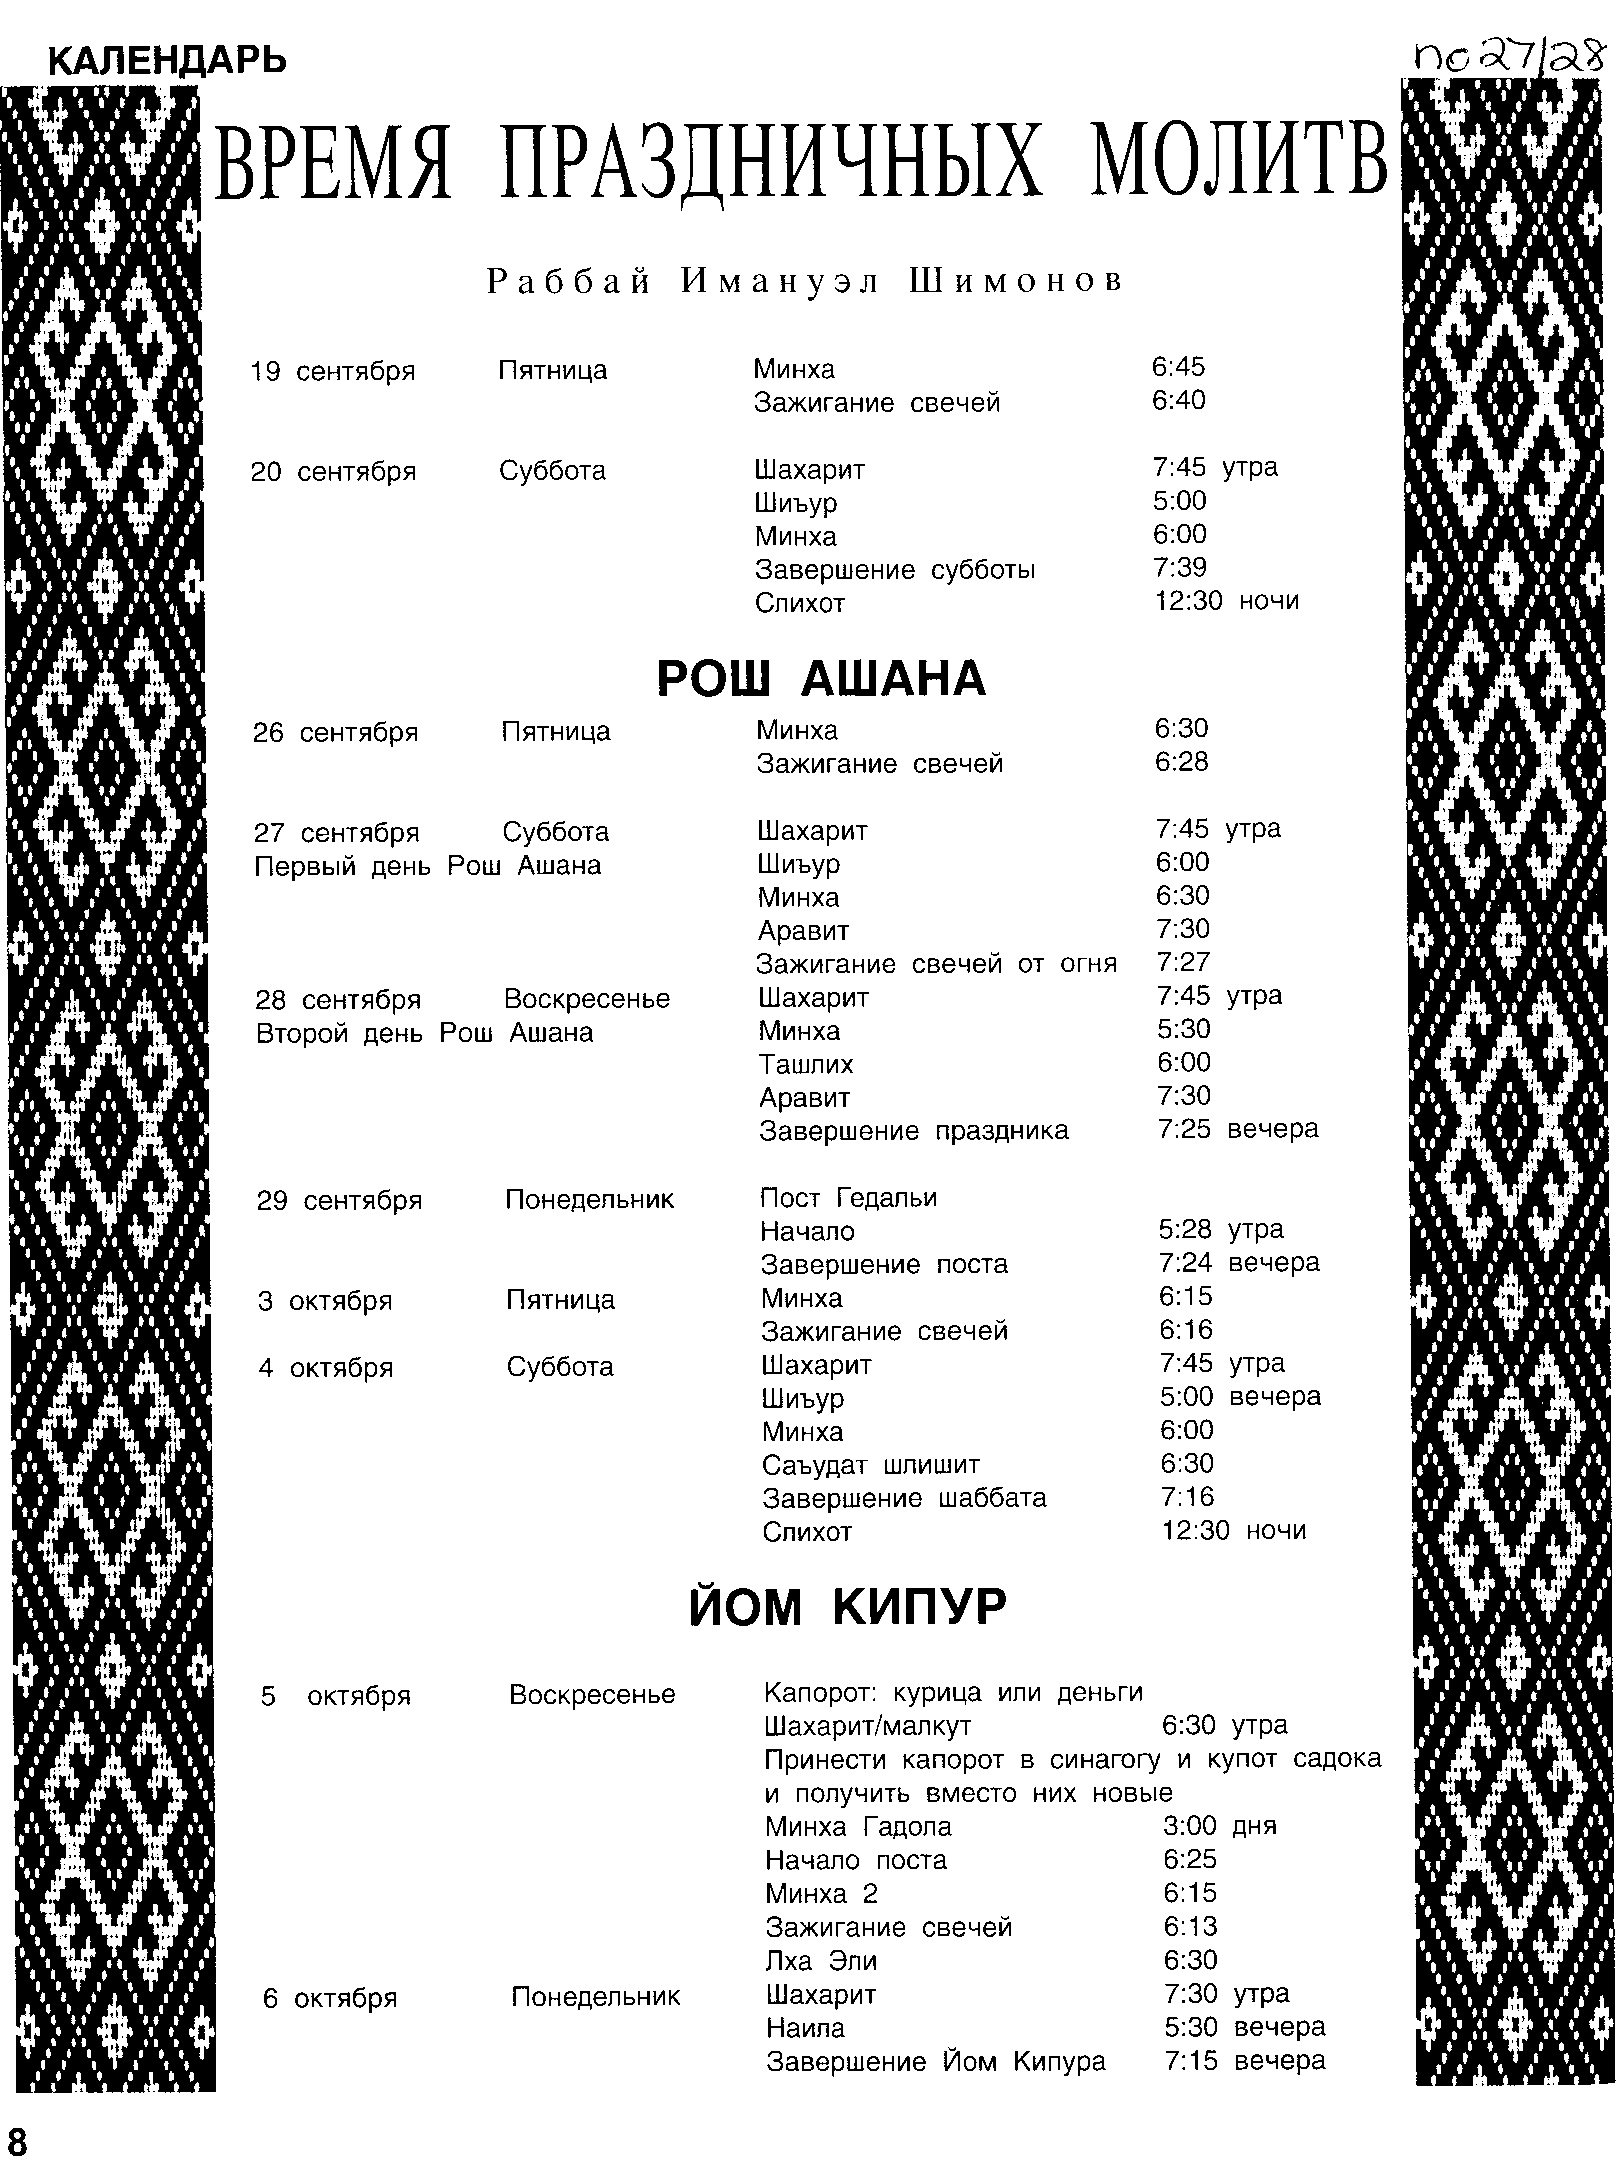 КАЛЕНДАРЬ
no 27/28
ВРЕМЯ ПРАЗДНИЧНЫХ МОЛИТВ
Раббай Имануэл Шимонов
19 сентября Пятница Минха 6:45
Зажигание свечей 6:40
20 сентября Суббота Шахарит 7:45 утра
Шиъур 5:00
Минха 6:00
Завершение субботы 7:39
Слихот 12:30 ночи
РОШ АШАНА
26 сентября Пятница Минха 6:30
Зажигание свечей 6:28
27 сентября Суббота Шахарит 7:45 утра
Первый день Рош Ашана Шиъур 6:00
Минха 6:30
Аравит 7:30
Зажигание свечей от огня 7:27
28 сентября Воскресенье Шахарит 7:45 утра
Второй день Рош Ашана Минха 5:30
Ташлих 6:00
Аравит 7:30
Завершение праздника 7:25 вечера
29 сентября Понедельник Пост Гедальи
Начало 5:28 утра
Завершение поста 7:24 вечера
3 октября Пятница Минха 6:15
Зажигание свечей 6:16
4 октября Суббота Шахарит 7:45 утра
Шиъур 5:00 вечера
Минха 6:00
Саъудат шлишит 6:30
Завершение шаббата 7:16
Слихот 12:30 ночи
ЙОМ КИПУР
5 октября Воскресенье Капорот: курица или деньги
Шахарит/малкут 6:30 утра
Принести капорот в синагогу и купот садока
и получить вместо них новые
Минха Гадола 3:00 дня
Начало поста 6:25
Минха 2 6:15
Зажигание свечей 6:13
Лха Эли 6:30
6 октября Понедельник Шахарит 7:30 утра
Наила 5:30 вечера
Завершение Йом Кипура 7:15 вечера
8